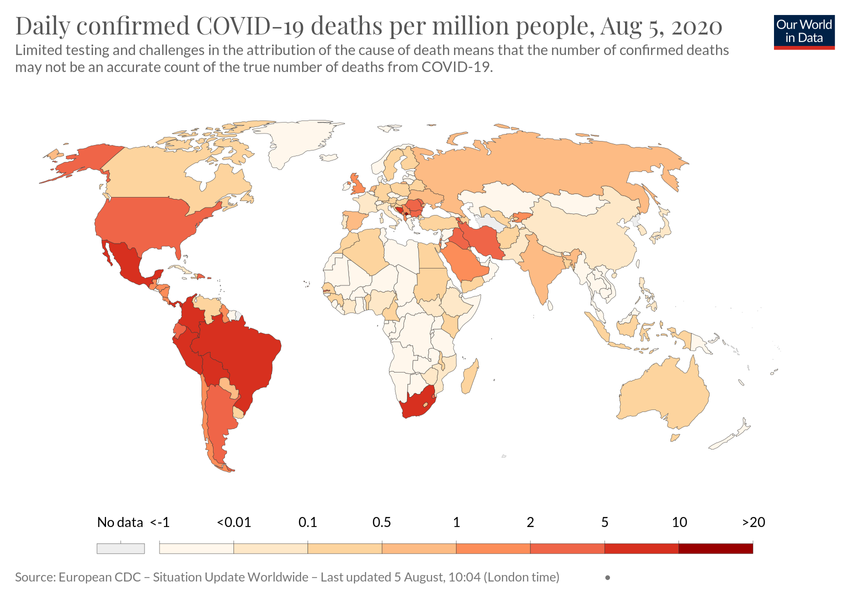 Daily confirmed COVID-19 deaths per million people, Aug 5, 2020
Our World
in Data
Limited testing and challenges in the attribution of the cause of death means that the number of confirmed deaths
may not be an accurate count of the true number of deaths from COVID-19.
No data <-1 <0.01 0.1 0.5 1 2 5 10 >20
Source: European CDC – Situation Update Worldwide – Last updated 5 August, 10:04 (London time) •